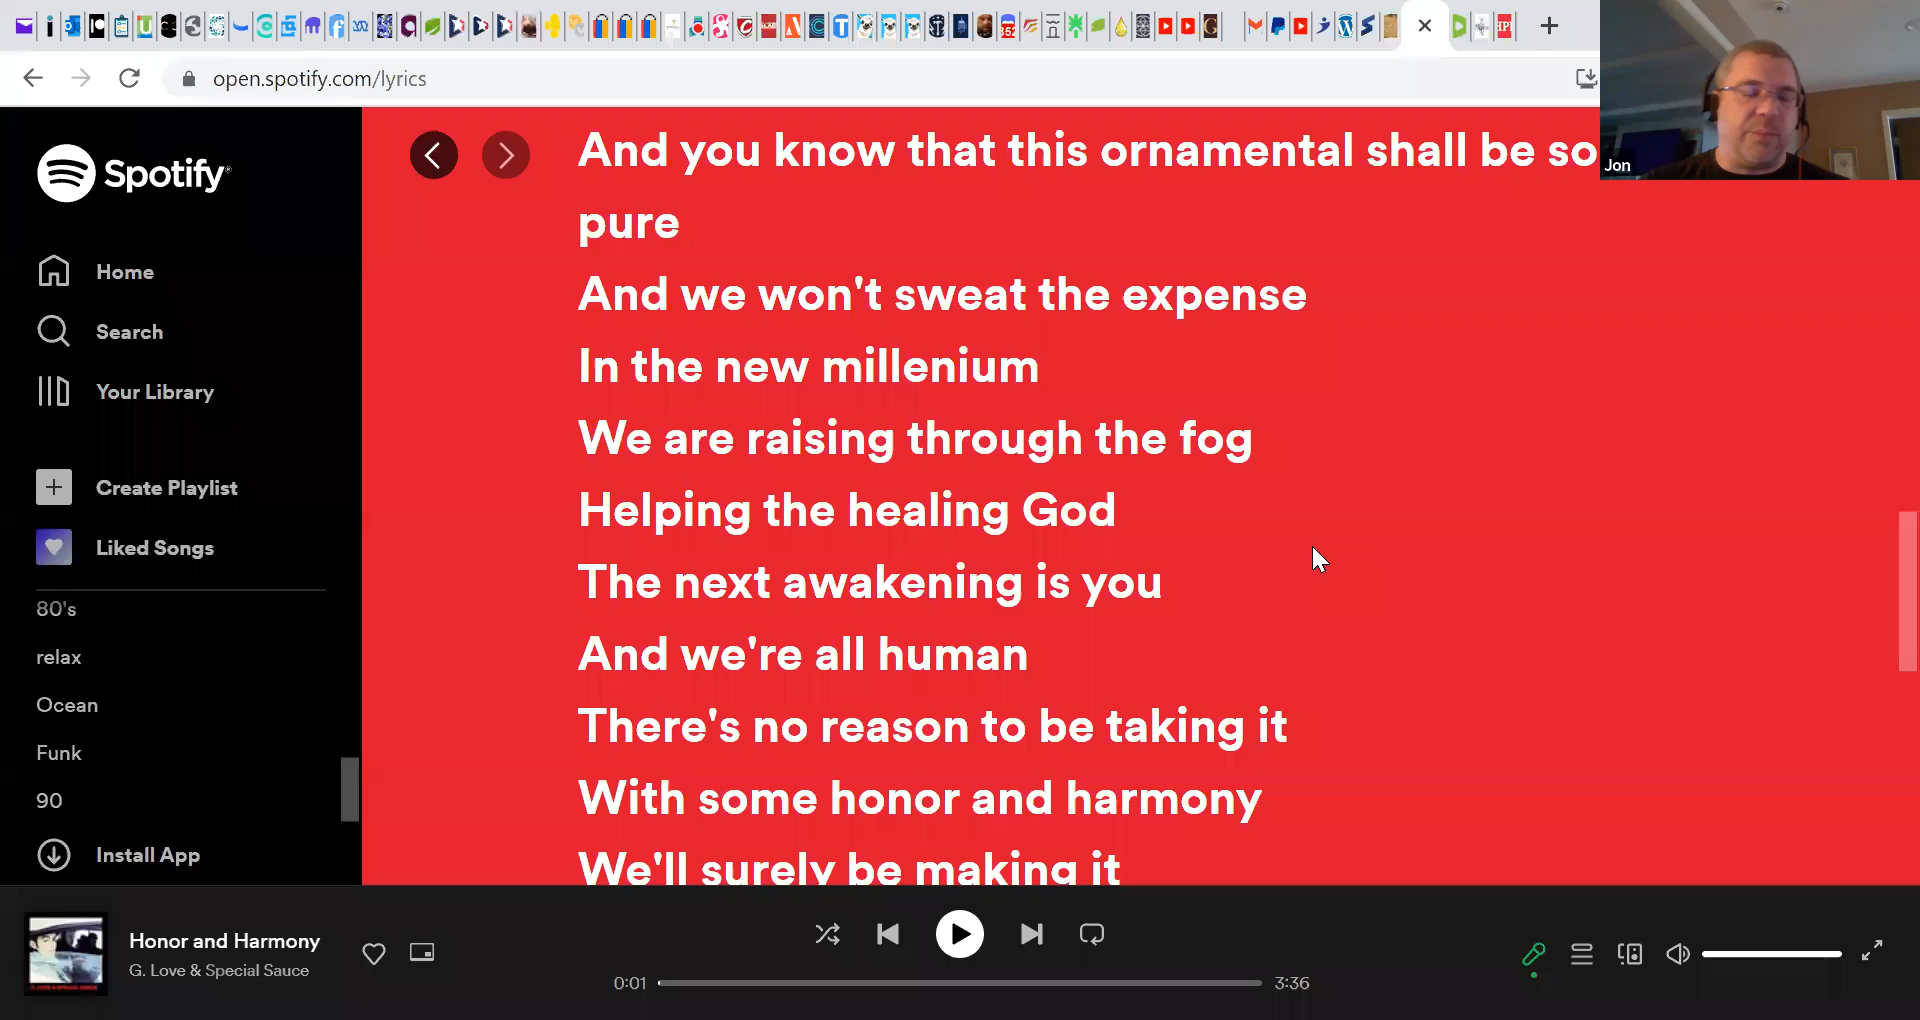 open.spotify.com/lyrics
Jon
Spotify
Home
Search
Your Library
Create Playlist
Liked Songs
80's
relax
Ocean
Funk
90
Install App
And you know that this ornamental shall be so
pure
And we won't sweat the expense
In the new millenium
We are raising through the fog
Helping the healing God
The next awakening is you
And we're all human
There's no reason to be taking it
With some honor and harmony
We'll surely be making it
Honor and Harmony
G. Love & Special Sauce
0:01
3:36